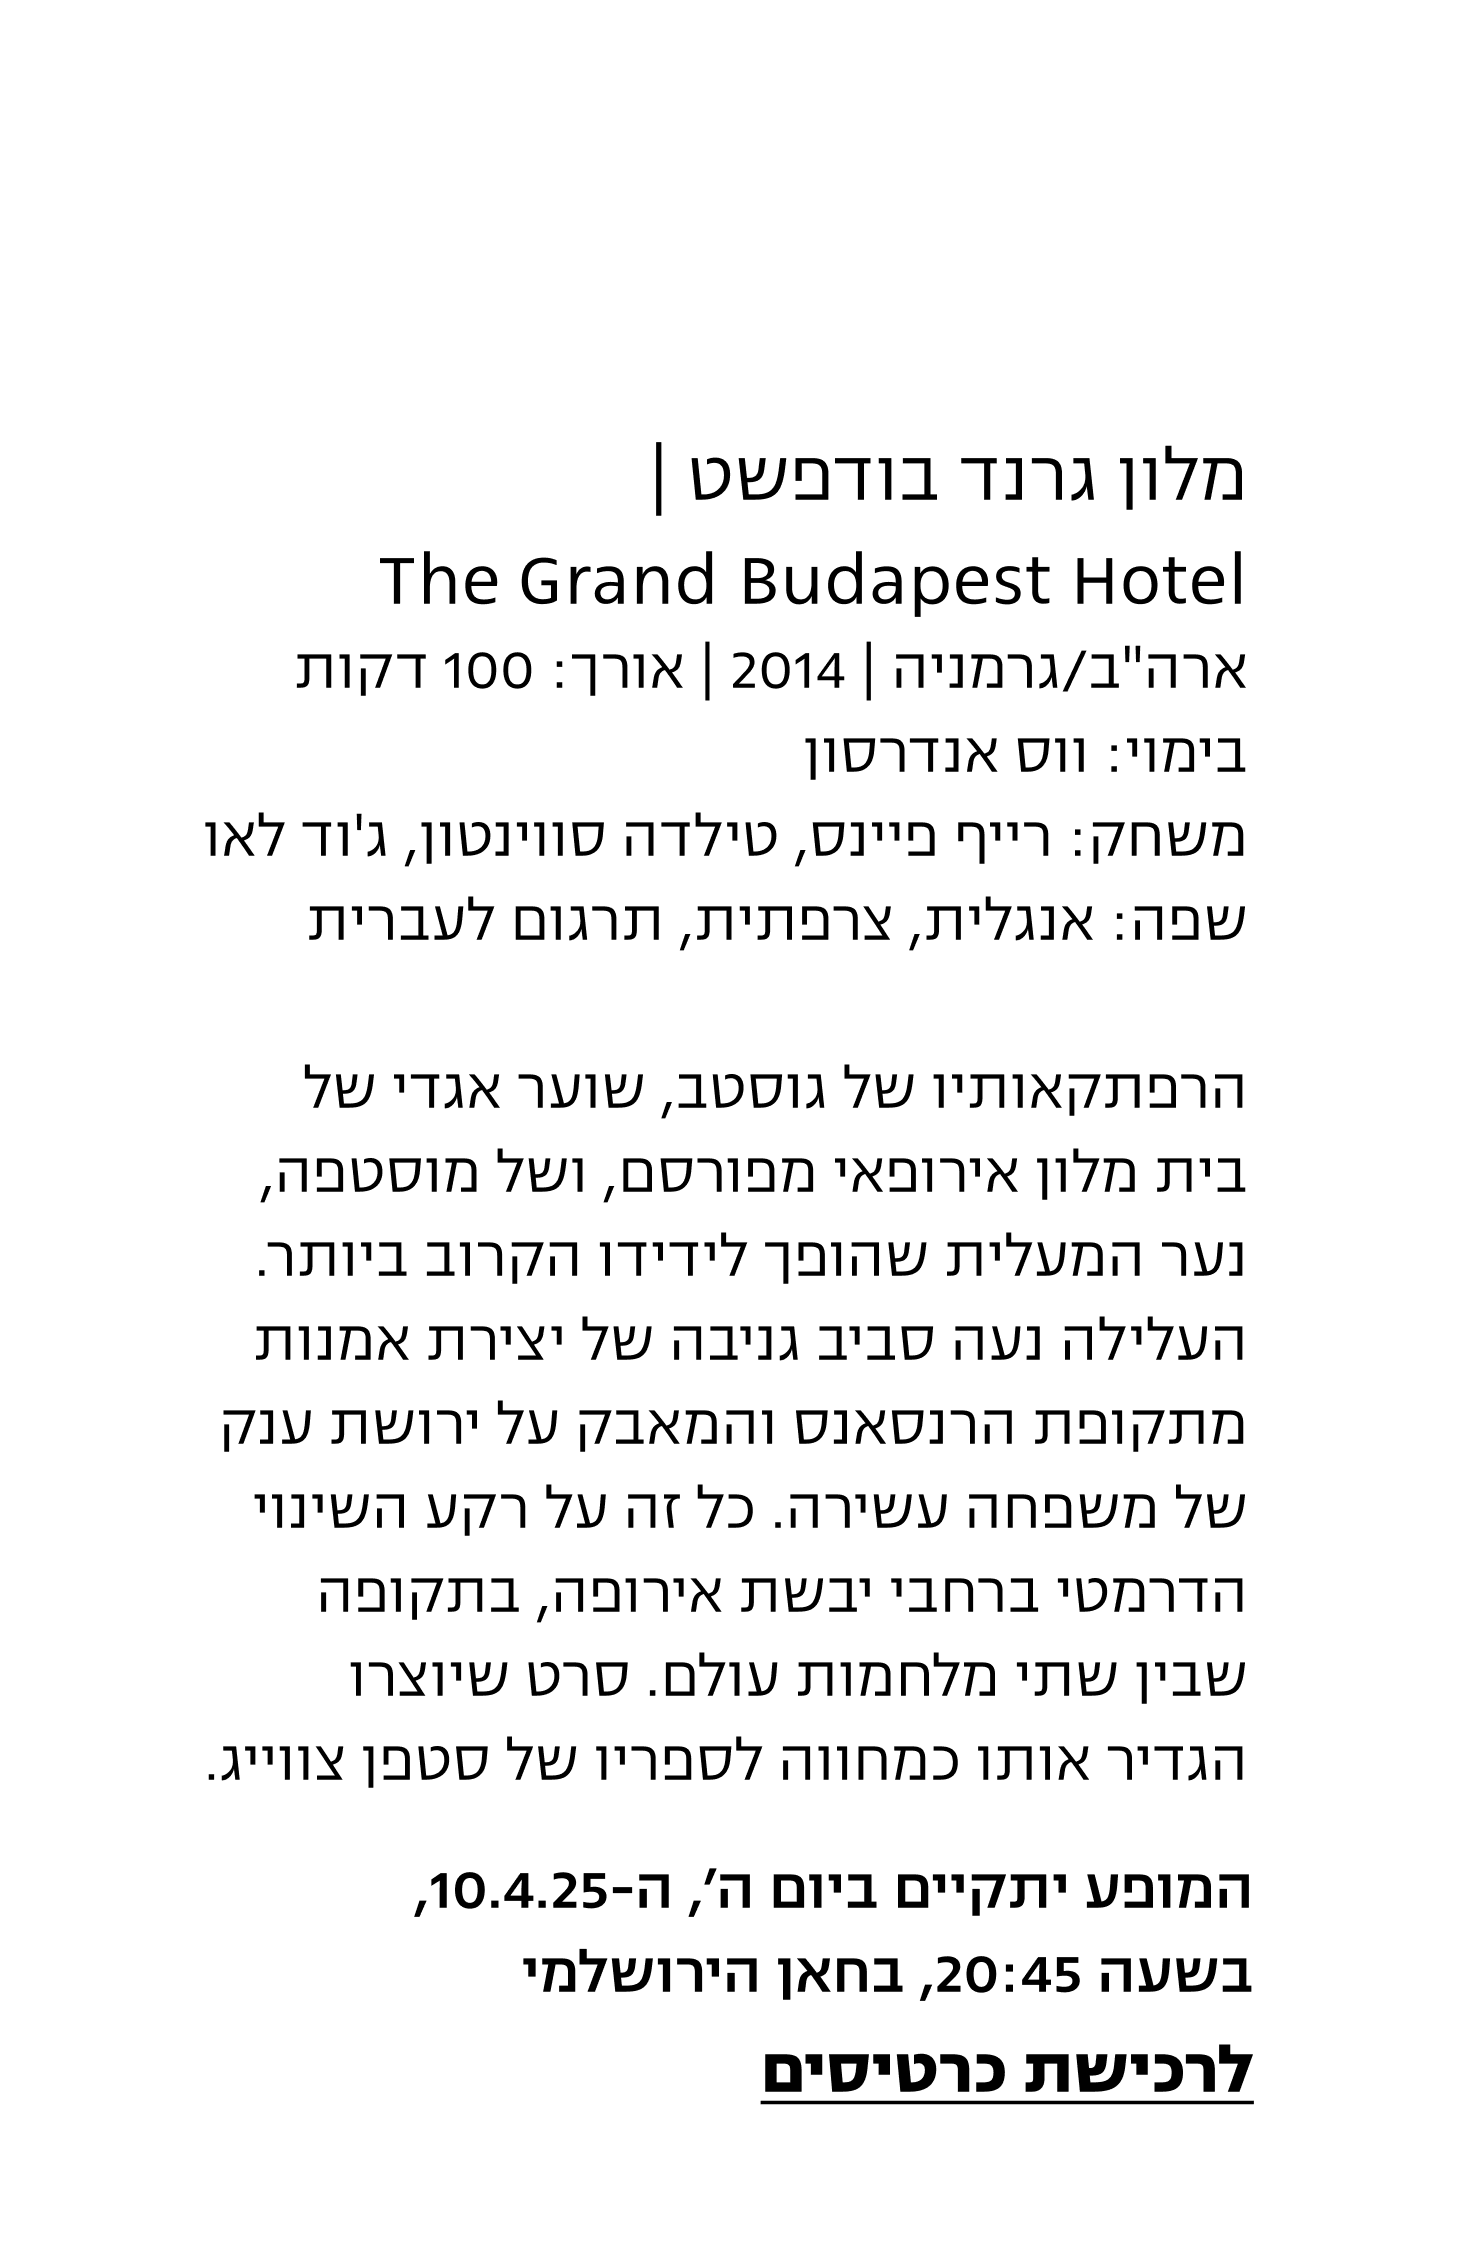 מלון גרנד בודפשט |
The Grand Budapest Hotel
ארה"ב/גרמניה | 2014 | אורך: 100 דקות
בימוי: ווס אנדרסון
משחק: רייף פיינס, טילדה סווינטון, ג'וד לאו
שפה: אנגלית, צרפתית, תרגום לעברית
הרפתקאותיו של גוסטב, שוער אגדי של
בית מלון אירופאי מפורסם, ושל מוסטפה,
נער המעלית שהופך לידידו הקרוב ביותר.
העלילה נעה סביב גניבה של יצירת אמנות
מתקופת הרנסאנס והמאבק על ירושת ענק
של משפחה עשירה. כל זה על רקע השינוי
הדרמטי ברחבי יבשת אירופה, בתקופה
שבין שתי מלחמות עולם. סרט שיוצרו
הגדיר אותו כמחווה לספריו של סטפן צווייג.
המופע יתקיים ביום ה׳, ה-10.4.25,
בשעה 20:45, בחאן הירושלמי
לרכישת כרטיסים